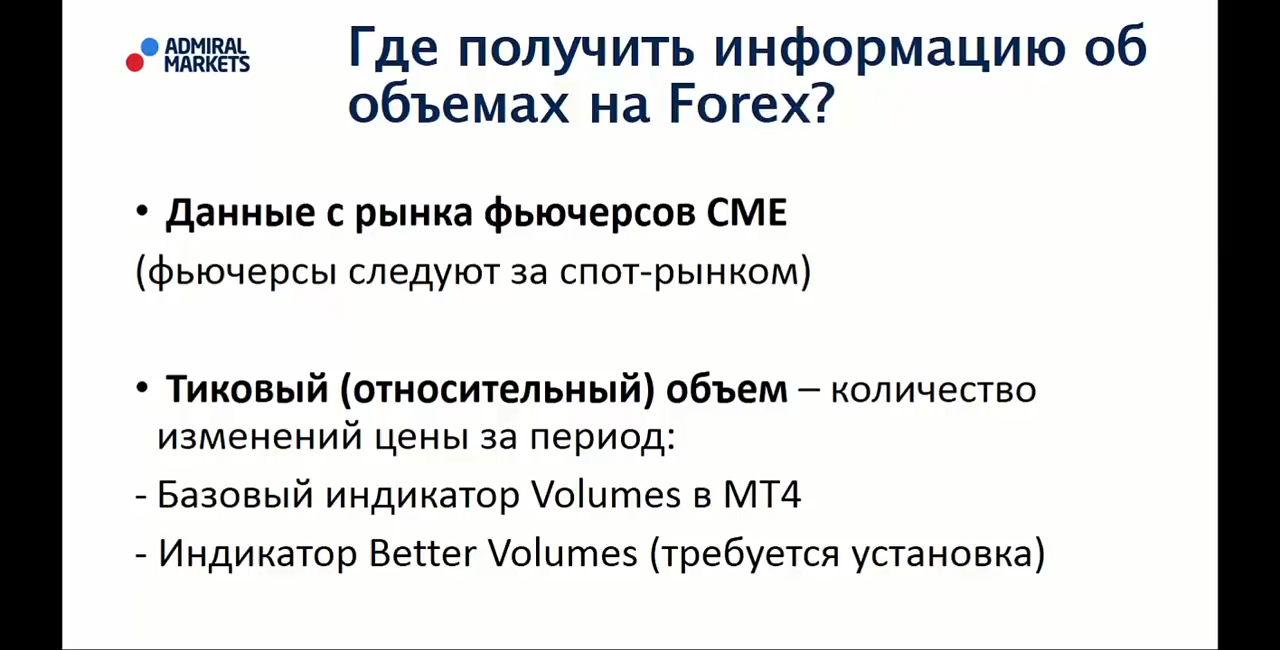 ADMIRAL
MARKETS
Где получить информацию об
объемах на Forex?
• Данные с рынка фьючерсов CME
(фьючерсы следуют за спот-рынком)
• Тиковый (относительный) объем – количество
изменений цены за период:
- Базовый индикатор Volumes в MT4
- Индикатор Better Volumes (требуется установка)